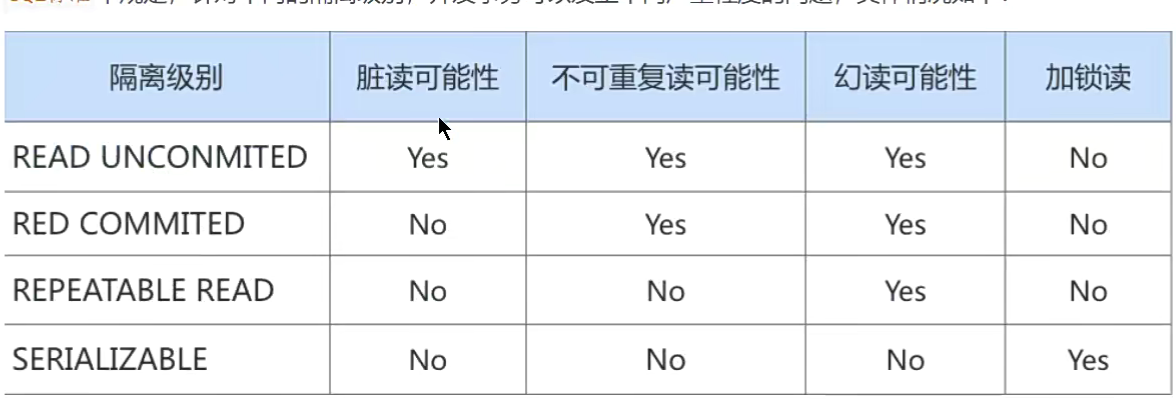 隔离级别 脏读可能性 不可重复读可能性 幻读可能性 加锁读
READ UNCONMITED Yes Yes Yes No
RED COMMITED No Yes Yes No
REPEATABLE READ No No Yes No
SERIALIZABLE No No No Yes